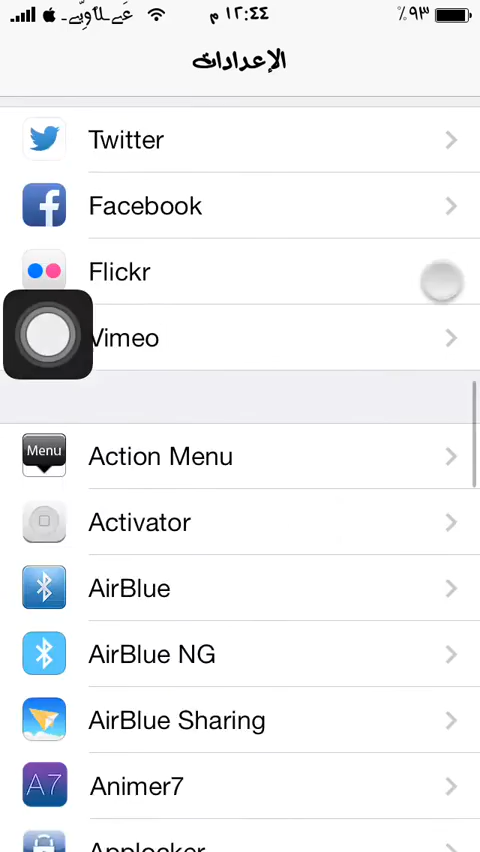 ١٢:٤٤ م
٪٩٣
الإعدادات
Twitter
Facebook
Flickr
Vimeo
Menu
Action Menu
Activator
AirBlue
AirBlue NG
AirBlue Sharing
A7
Animer7
Applocker